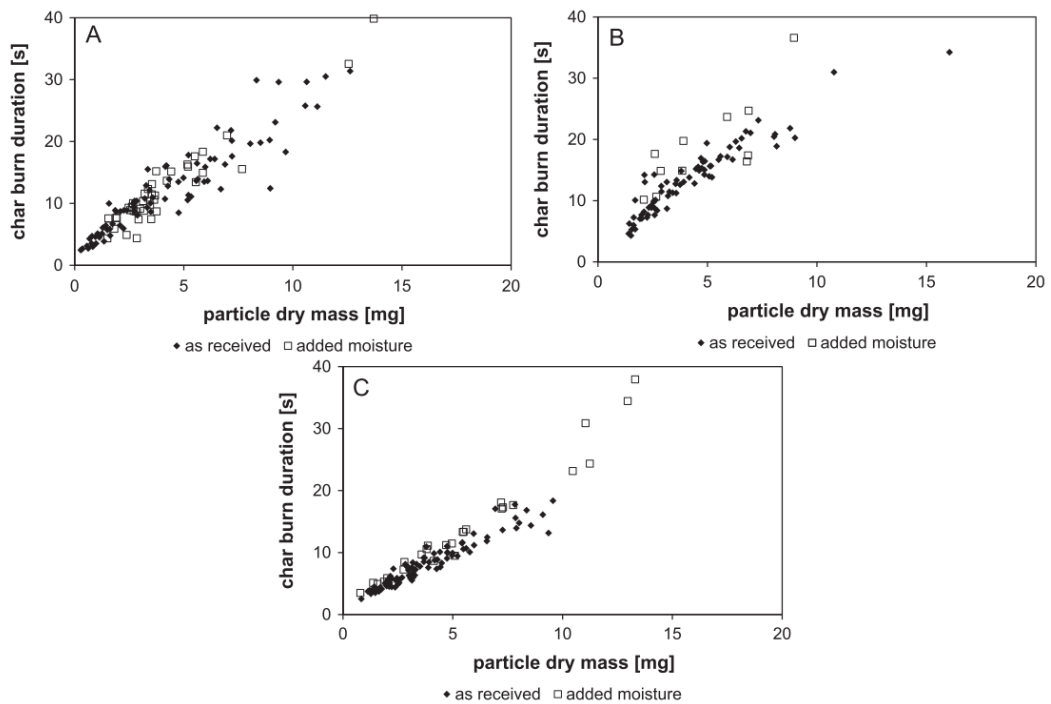 A
char burn duration [s]
40
30
20
10
0
0 5 10 15 20
particle dry mass [mg]
as received added moisture
B
char burn duration [s]
40
30
20
10
0
0 5 10 15 20
particle dry mass [mg]
as received added moisture
C
char burn duration [s]
40
30
20
10
0
0 5 10 15 20
particle dry mass [mg]
as received added moisture